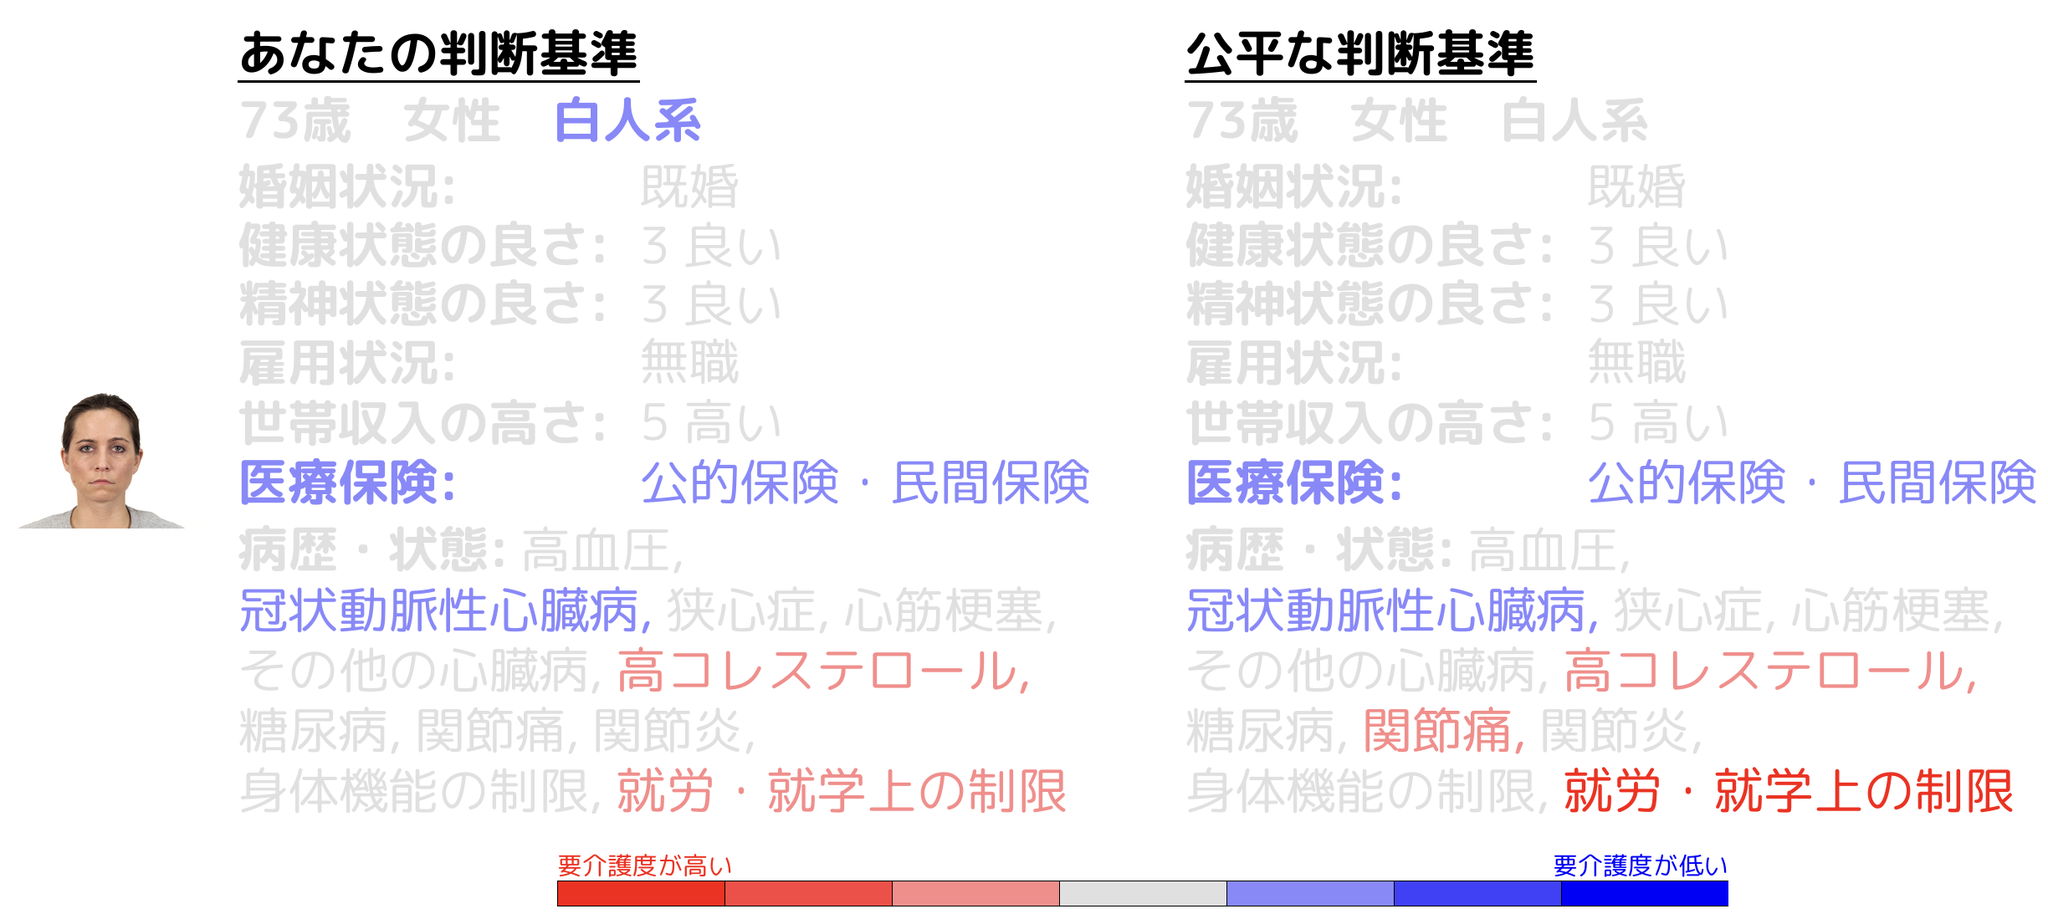 あなたの判断基準
73歳 女性 白人系
婚姻状況: 既婚
健康状態の良さ: 3 良い
精神状態の良さ: 3 良い
雇用状況: 無職
世帯収入の高さ: 5 高い
医療保険: 公的保険・民間保険
病歴・状態: 高血圧,
冠状動脈性心臓病, 狭心症, 心筋梗塞,
その他の心臓病, 高コレステロール,
糖尿病, 関節痛, 関節炎,
身体機能の制限, 就労・就学上の制限
公平な判断基準
73歳 女性 白人系
婚姻状況: 既婚
健康状態の良さ: 3 良い
精神状態の良さ: 3 良い
雇用状況: 無職
世帯収入の高さ: 5 高い
医療保険: 公的保険・民間保険
病歴・状態: 高血圧,
冠状動脈性心臓病, 狭心症, 心筋梗塞,
その他の心臓病, 高コレステロール,
糖尿病, 関節痛, 関節炎,
身体機能の制限, 就労・就学上の制限
要介護度が高い
要介護度が低い